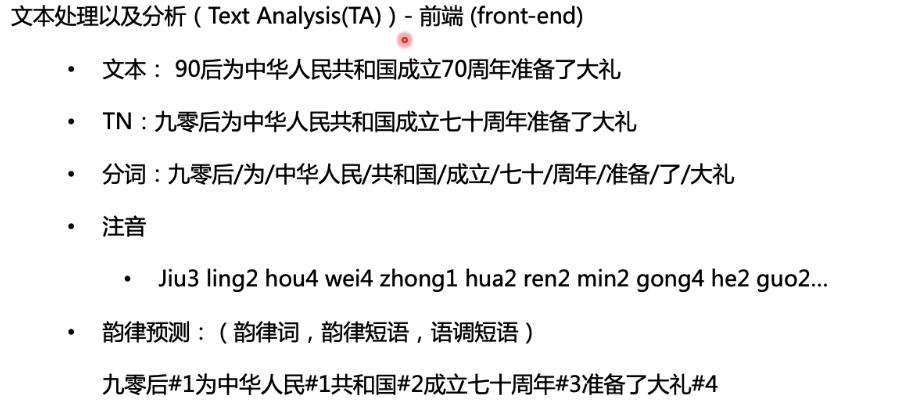 文本处理以及分析（Text Analysis(TA)）- 前端 (front-end)
• 文本： 90后为中华人民共和国成立70周年准备了大礼
• TN：九零后为中华人民共和国成立七十周年准备了大礼
• 分词：九零后/为/中华人民/共和国/成立/七十/周年/准备/了/大礼
• 注音
• Jiu3 ling2 hou4 wei4 zhong1 hua2 ren2 min2 gong4 he2 guo2...
• 韵律预测：（韵律词，韵律短语，语调短语）
九零后#1为中华人民#1共和国#2成立七十周年#3准备了大礼#4